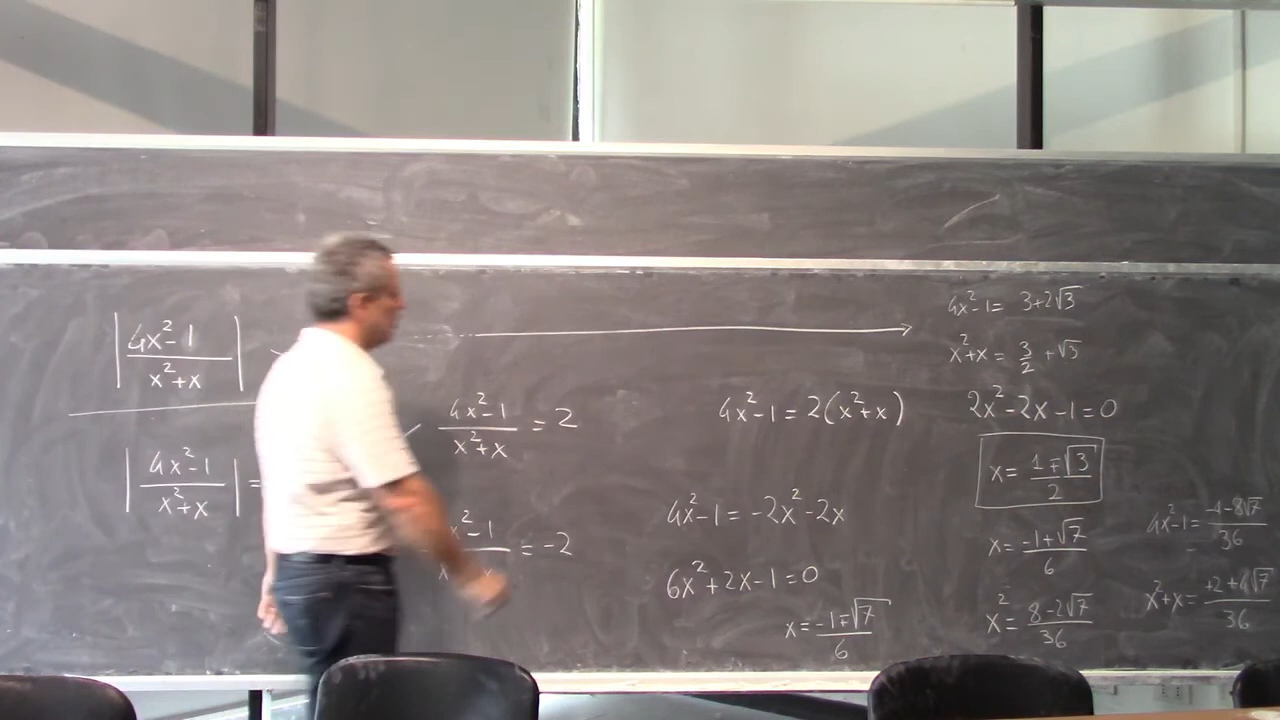 |4x²-1 / x²+x|
|4x²-1 / x²+x| =
4x²-1 / x²+x = 2
x²-1 = -2
4x²-1 = 2(x²+x)
4x²-1 = -2x²-2x
6x²+2x-1=0
x = -1∓√7 / 6
4x²-1 = 3+2√3
x²+x = 3/2 + √3
2x²-2x-1=0
x = 1∓√3 / 2
x = -1+√7 / 6
x² = 8-2√7 / 36
4x²-1 = -4-8√7 / 36
x²+x = +2+4√7 / 36